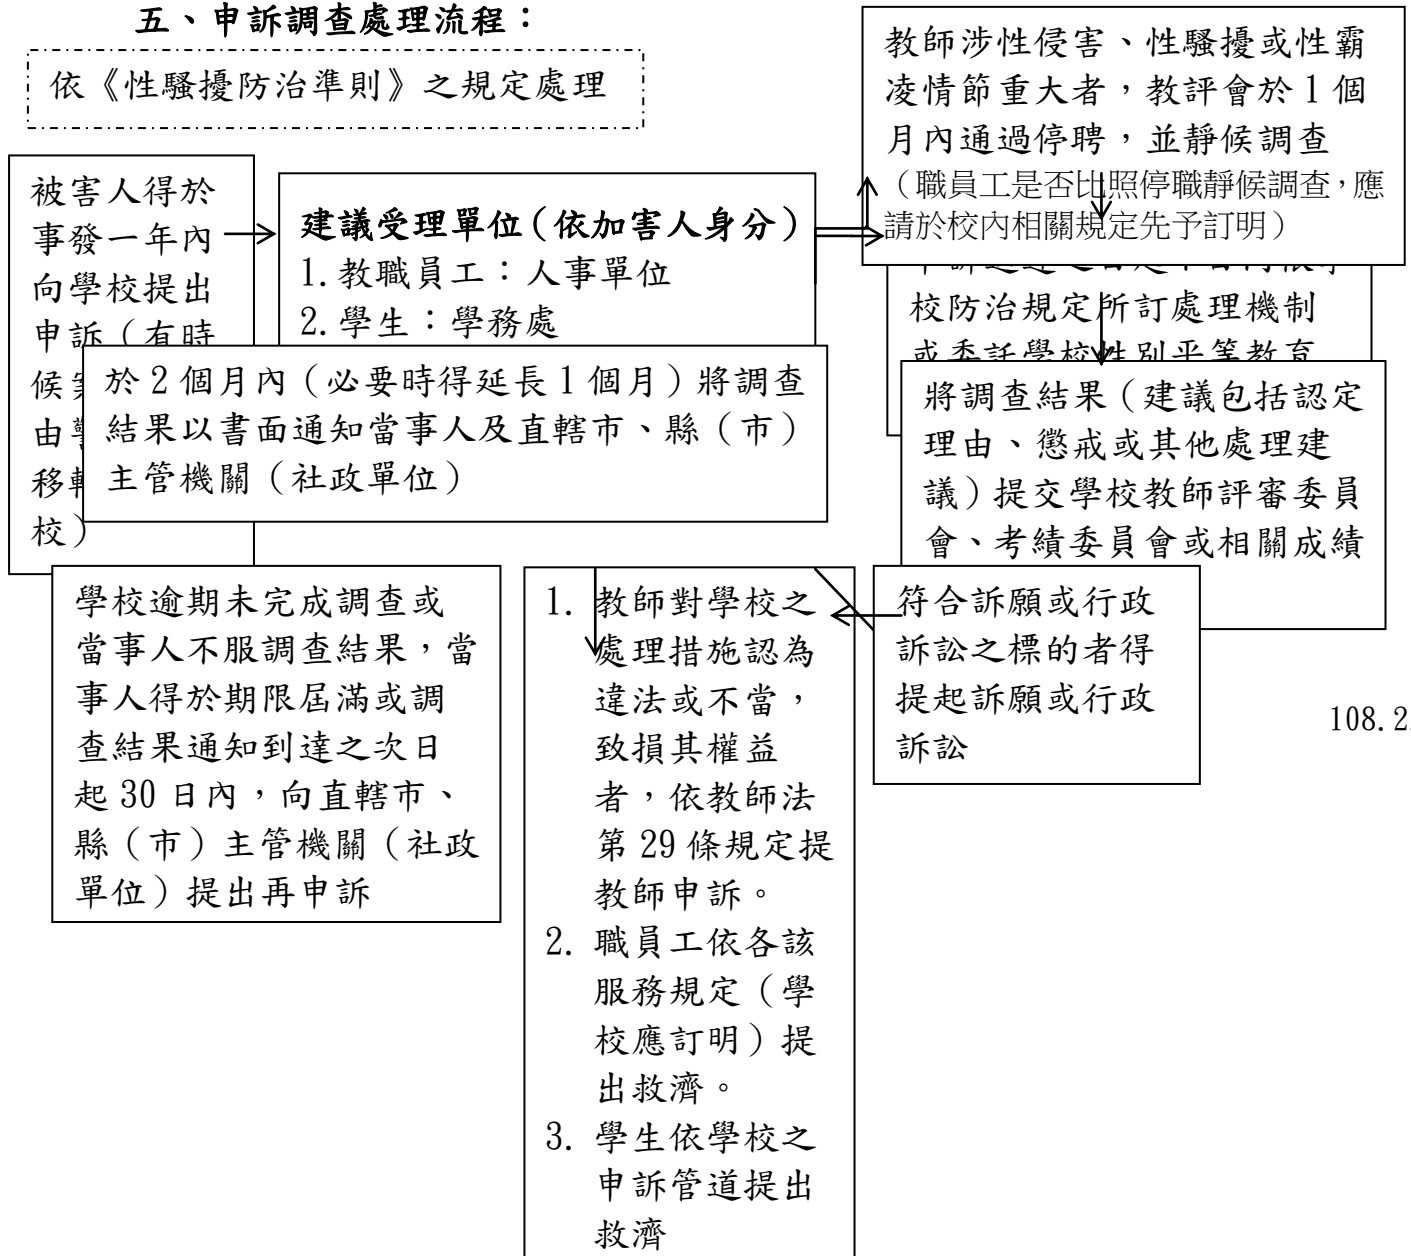 五、申訴調查處理流程：
依《性騷擾防治準則》之規定處理
教師涉性侵害、性騷擾或性霸
凌情節重大者，教評會於1個
月內通過停聘，並靜候調查
（職員工是否比照停職靜候調查，應
請於校內相關規定先予訂明）
被害人得於
事發一年內
向學校提出
申訴（有時
候
由
移
校）
建議受理單位（依加害人身分）
1.教職員工：人事單位
2.學生：學務處
校防治規定所訂處理機制
或委託學校性別平等教育
於2個月內（必要時得延長1個月）將調查
結果以書面通知當事人及直轄市、縣（市）
主管機關（社政單位）
將調查結果（建議包括認定
理由、懲戒或其他處理建
議）提交學校教師評審委員
會、考績委員會或相關成績
學校逾期未完成調查或
當事人不服調查結果，當
事人得於期限屆滿或調
查結果通知到達之次日
起30日內，向直轄市、
縣（市）主管機關（社政
單位）提出再申訴
1. 教師對學校之
處理措施認為
違法或不當，
致損其權益
者，依教師法
第29條規定提
教師申訴。
2. 職員工依各該
服務規定（學
校應訂明）提
出救濟。
3. 學生依學校之
申訴管道提出
救濟
符合訴願或行政
訴訟之標的者得
提起訴願或行政
訴訟
108.2